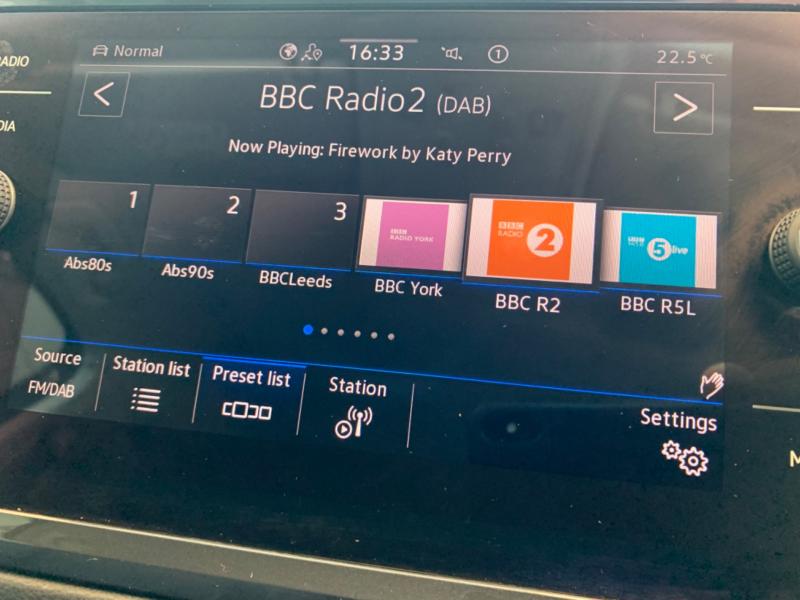 RADIO
Normal
16:33
1
22.5°C
BBC Radio2 (DAB)
Now Playing: Firework by Katy Perry
1
2
3
BBC
RADIO YORK
BBC
RADIO
2
BBC
5 live
Abs80s
Abs90s
BBCLeeds
BBC York
BBC R2
BBC R5L
Source
FM/DAB
Station list
Preset list
Station
Settings